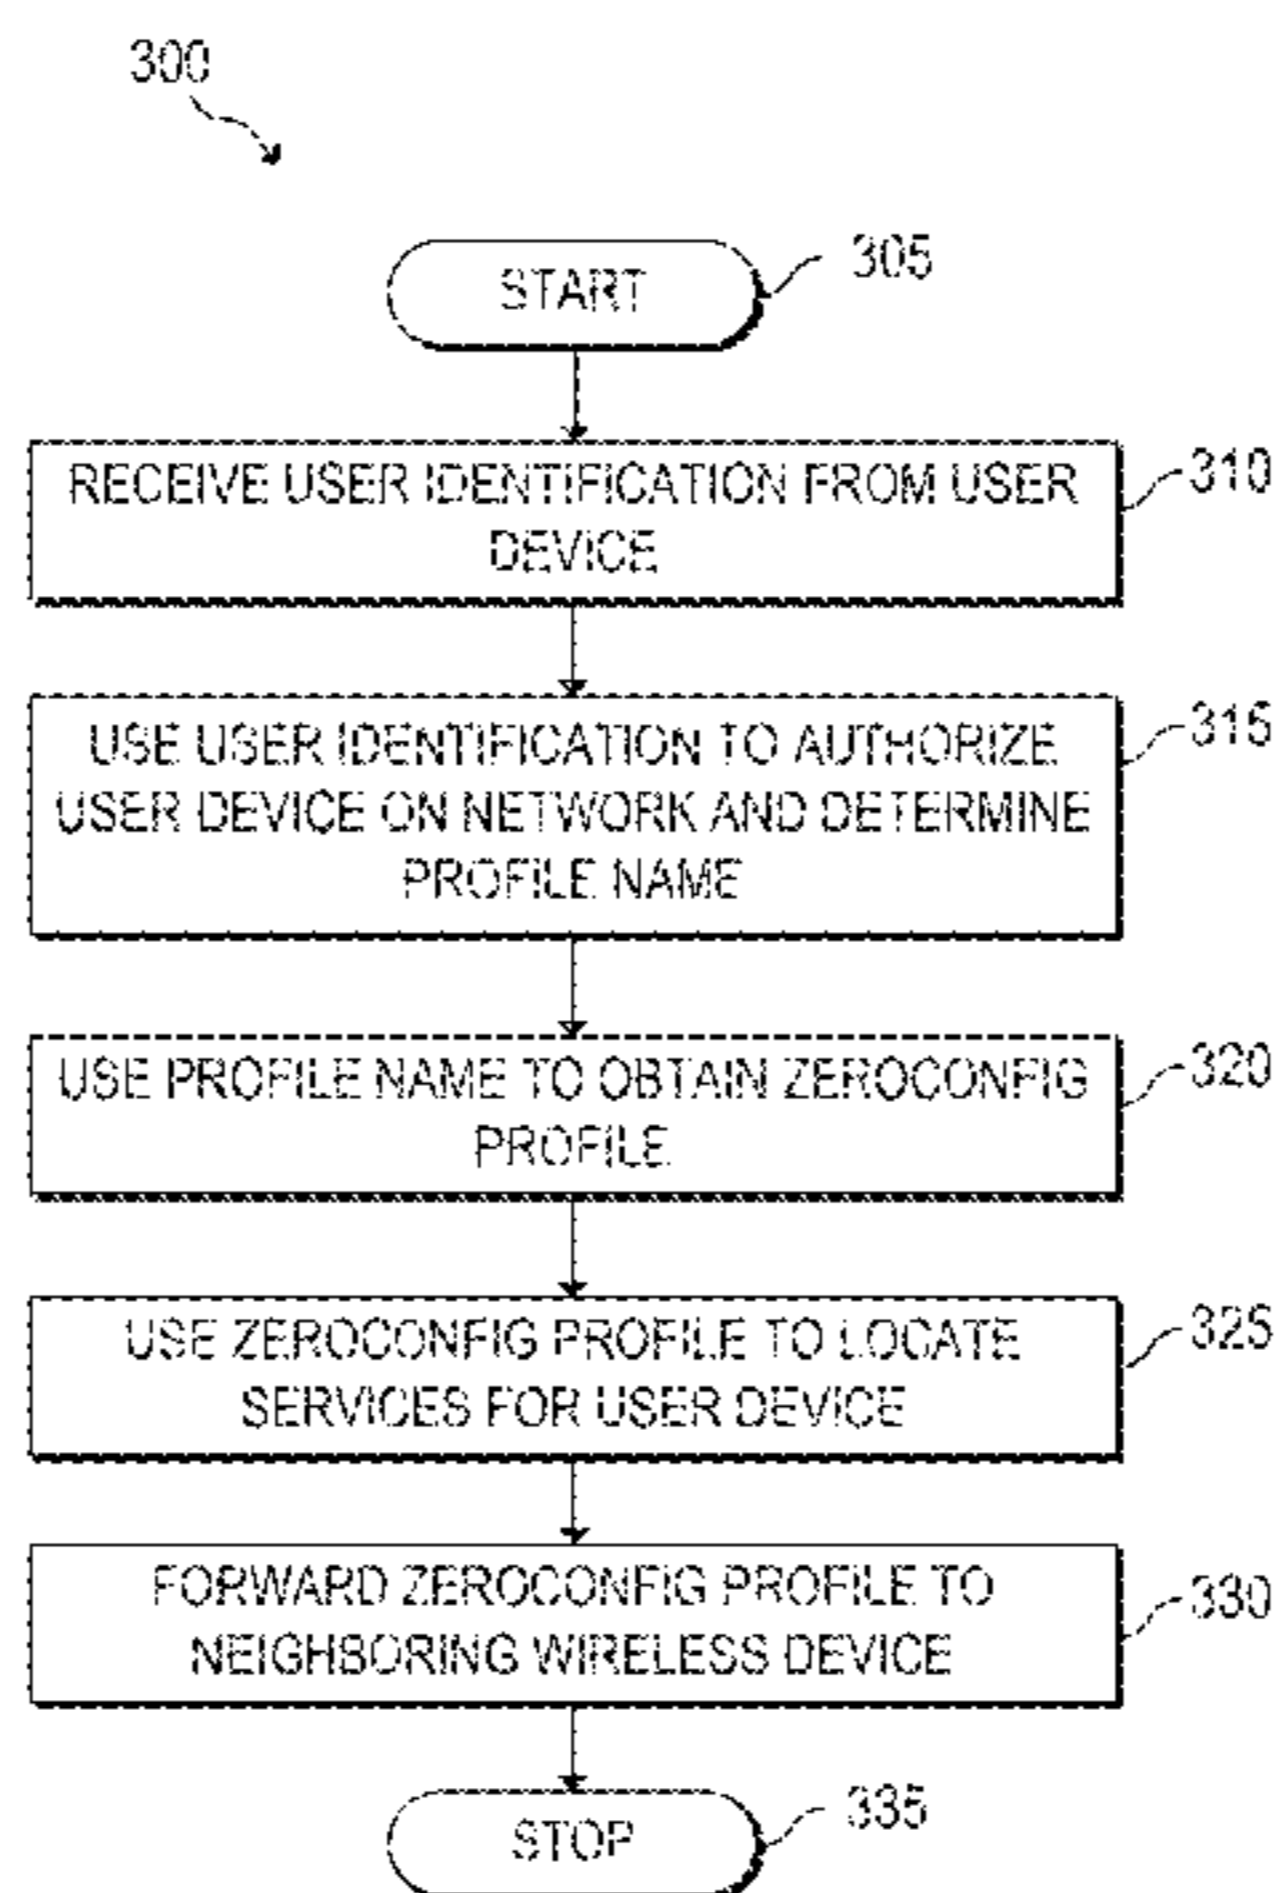 300
START
305
RECEIVE USER IDENTIFICATION FROM USER
DEVICE
310
USE USER IDENTIFICATION TO AUTHORIZE
USER DEVICE ON NETWORK AND DETERMINE
PROFILE NAME
315
USE PROFILE NAME TO OBTAIN ZEROCONFIG
PROFILE
320
USE ZEROCONFIG PROFILE TO LOCATE
SERVICES FOR USER DEVICE
325
FORWARD ZEROCONFIG PROFILE TO
NEIGHBORING WIRELESS DEVICE
330
STOP
335